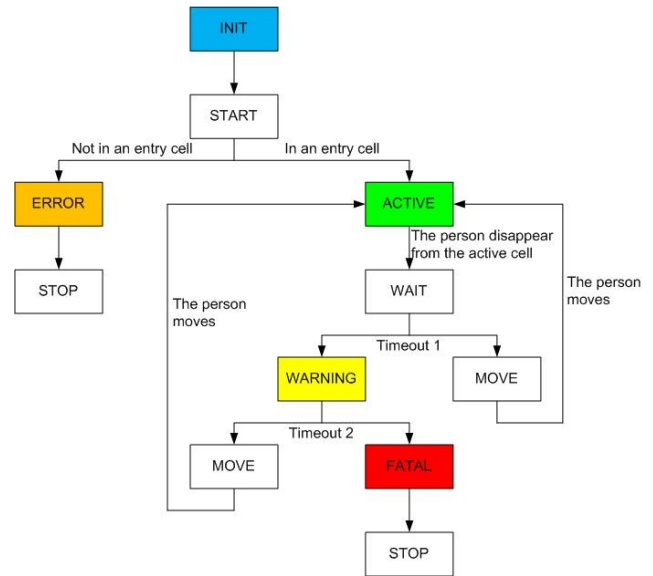 INIT
START
Not in an entry cell
In an entry cell
ERROR
ACTIVE
The person disappear
from the active cell
STOP
WAIT
The person
moves
The person
moves
Timeout 1
WARNING
MOVE
Timeout 2
MOVE
FATAL
STOP